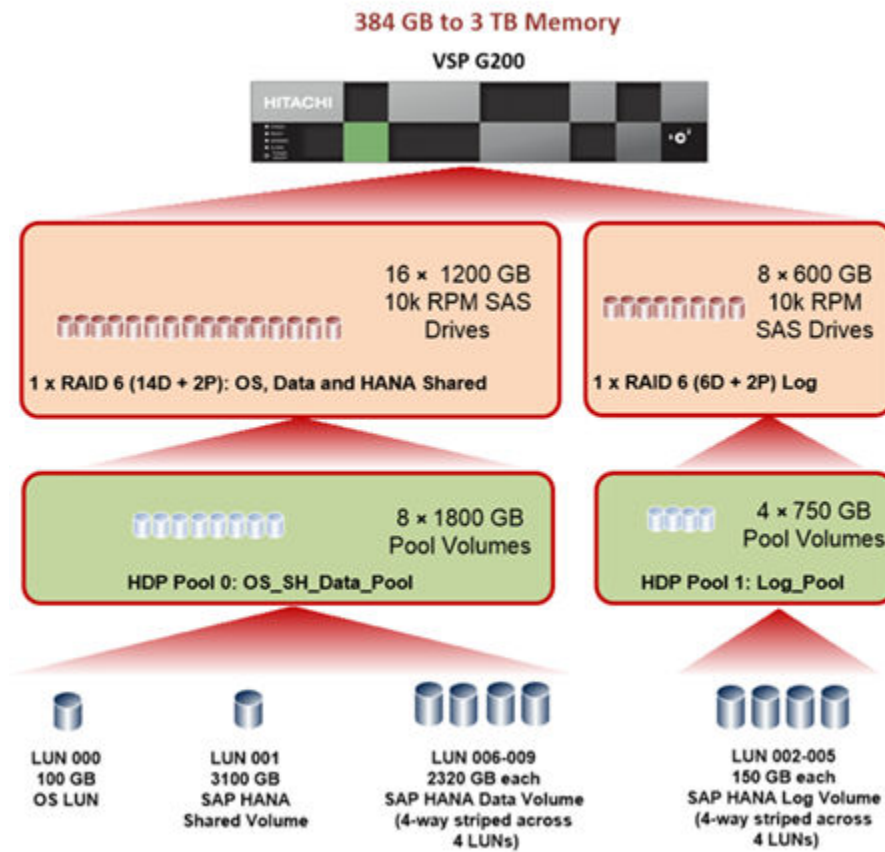 384 GB to 3 TB Memory
VSP G200
HITACHI
16 × 1200 GB
10k RPM SAS
Drives
1 x RAID 6 (14D + 2P): OS, Data and HANA Shared
8 × 600 GB
10k RPM
SAS Drives
1 x RAID 6 (6D + 2P) Log
8 × 1800 GB
Pool Volumes
HDP Pool 0: OS_SH_Data_Pool
4 × 750 GB
Pool Volumes
HDP Pool 1: Log_Pool
LUN 000
100 GB
OS LUN
LUN 001
3100 GB
SAP HANA
Shared Volume
LUN 006-009
2320 GB each
SAP HANA Data Volume
(4-way striped across
4 LUNs)
LUN 002-005
150 GB each
SAP HANA Log Volume
(4-way striped across
4 LUNs)